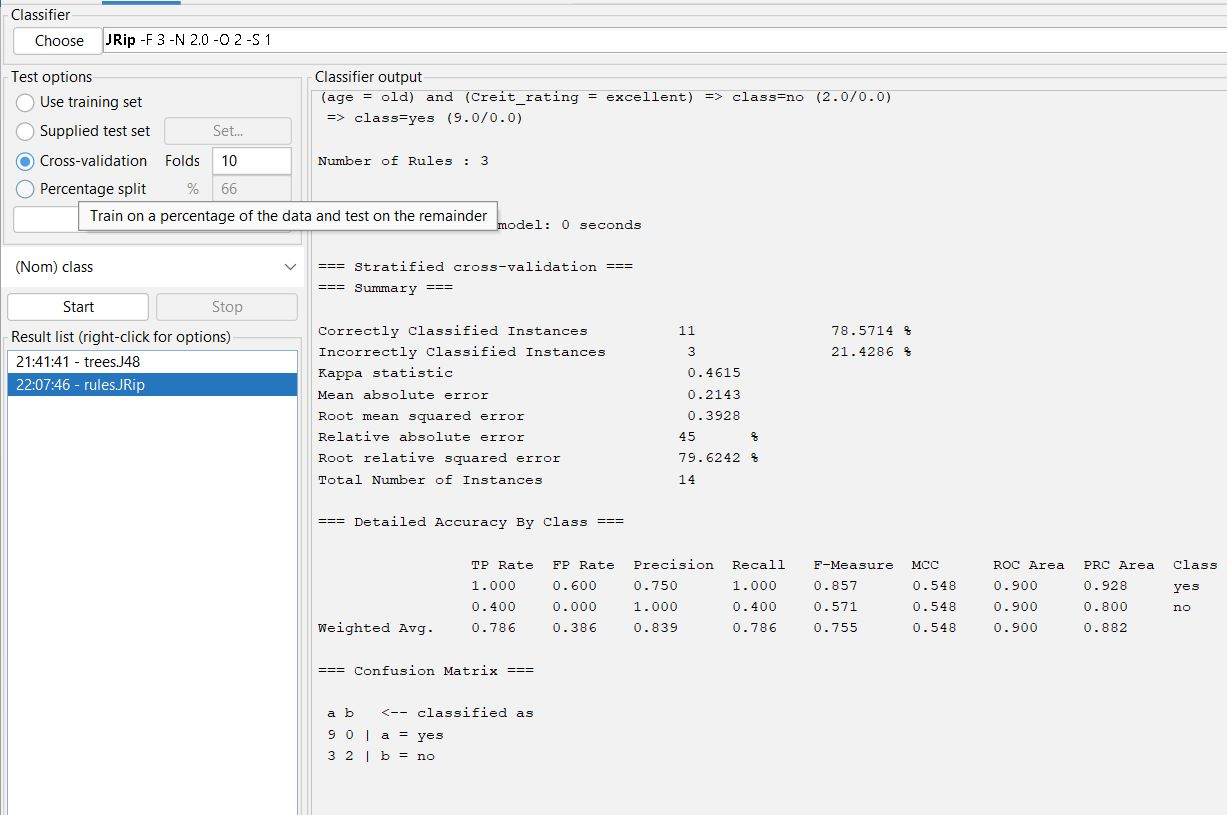 Classifier
Choose JRip -F 3 -N 2.0 -O 2 -S 1
Test options
Use training set
Supplied test set Set...
Cross-validation Folds 10
Percentage split % 66
Train on a percentage of the data and test on the remainder
(Nom) class
Start Stop
Result list (right-click for options)
21:41:41 - trees.J48
22:07:46 - rules.JRip
Classifier output
(age = old) and (Creit_rating = excellent) => class=no (2.0/0.0)
=> class=yes (9.0/0.0)
Number of Rules : 3
model: 0 seconds
=== Stratified cross-validation ===
=== Summary ===
Correctly Classified Instances 11 78.5714 %
Incorrectly Classified Instances 3 21.4286 %
Kappa statistic 0.4615
Mean absolute error 0.2143
Root mean squared error 0.3928
Relative absolute error 45 %
Root relative squared error 79.6242 %
Total Number of Instances 14
=== Detailed Accuracy By Class ===
TP Rate FP Rate Precision Recall F-Measure MCC ROC Area PRC Area Class
1.000 0.600 0.750 1.000 0.857 0.548 0.900 0.928 yes
0.400 0.000 1.000 0.400 0.571 0.548 0.900 0.800 no
Weighted Avg. 0.786 0.386 0.839 0.786 0.755 0.548 0.900 0.882
=== Confusion Matrix ===
a b <-- classified as
9 0 | a = yes
3 2 | b = no